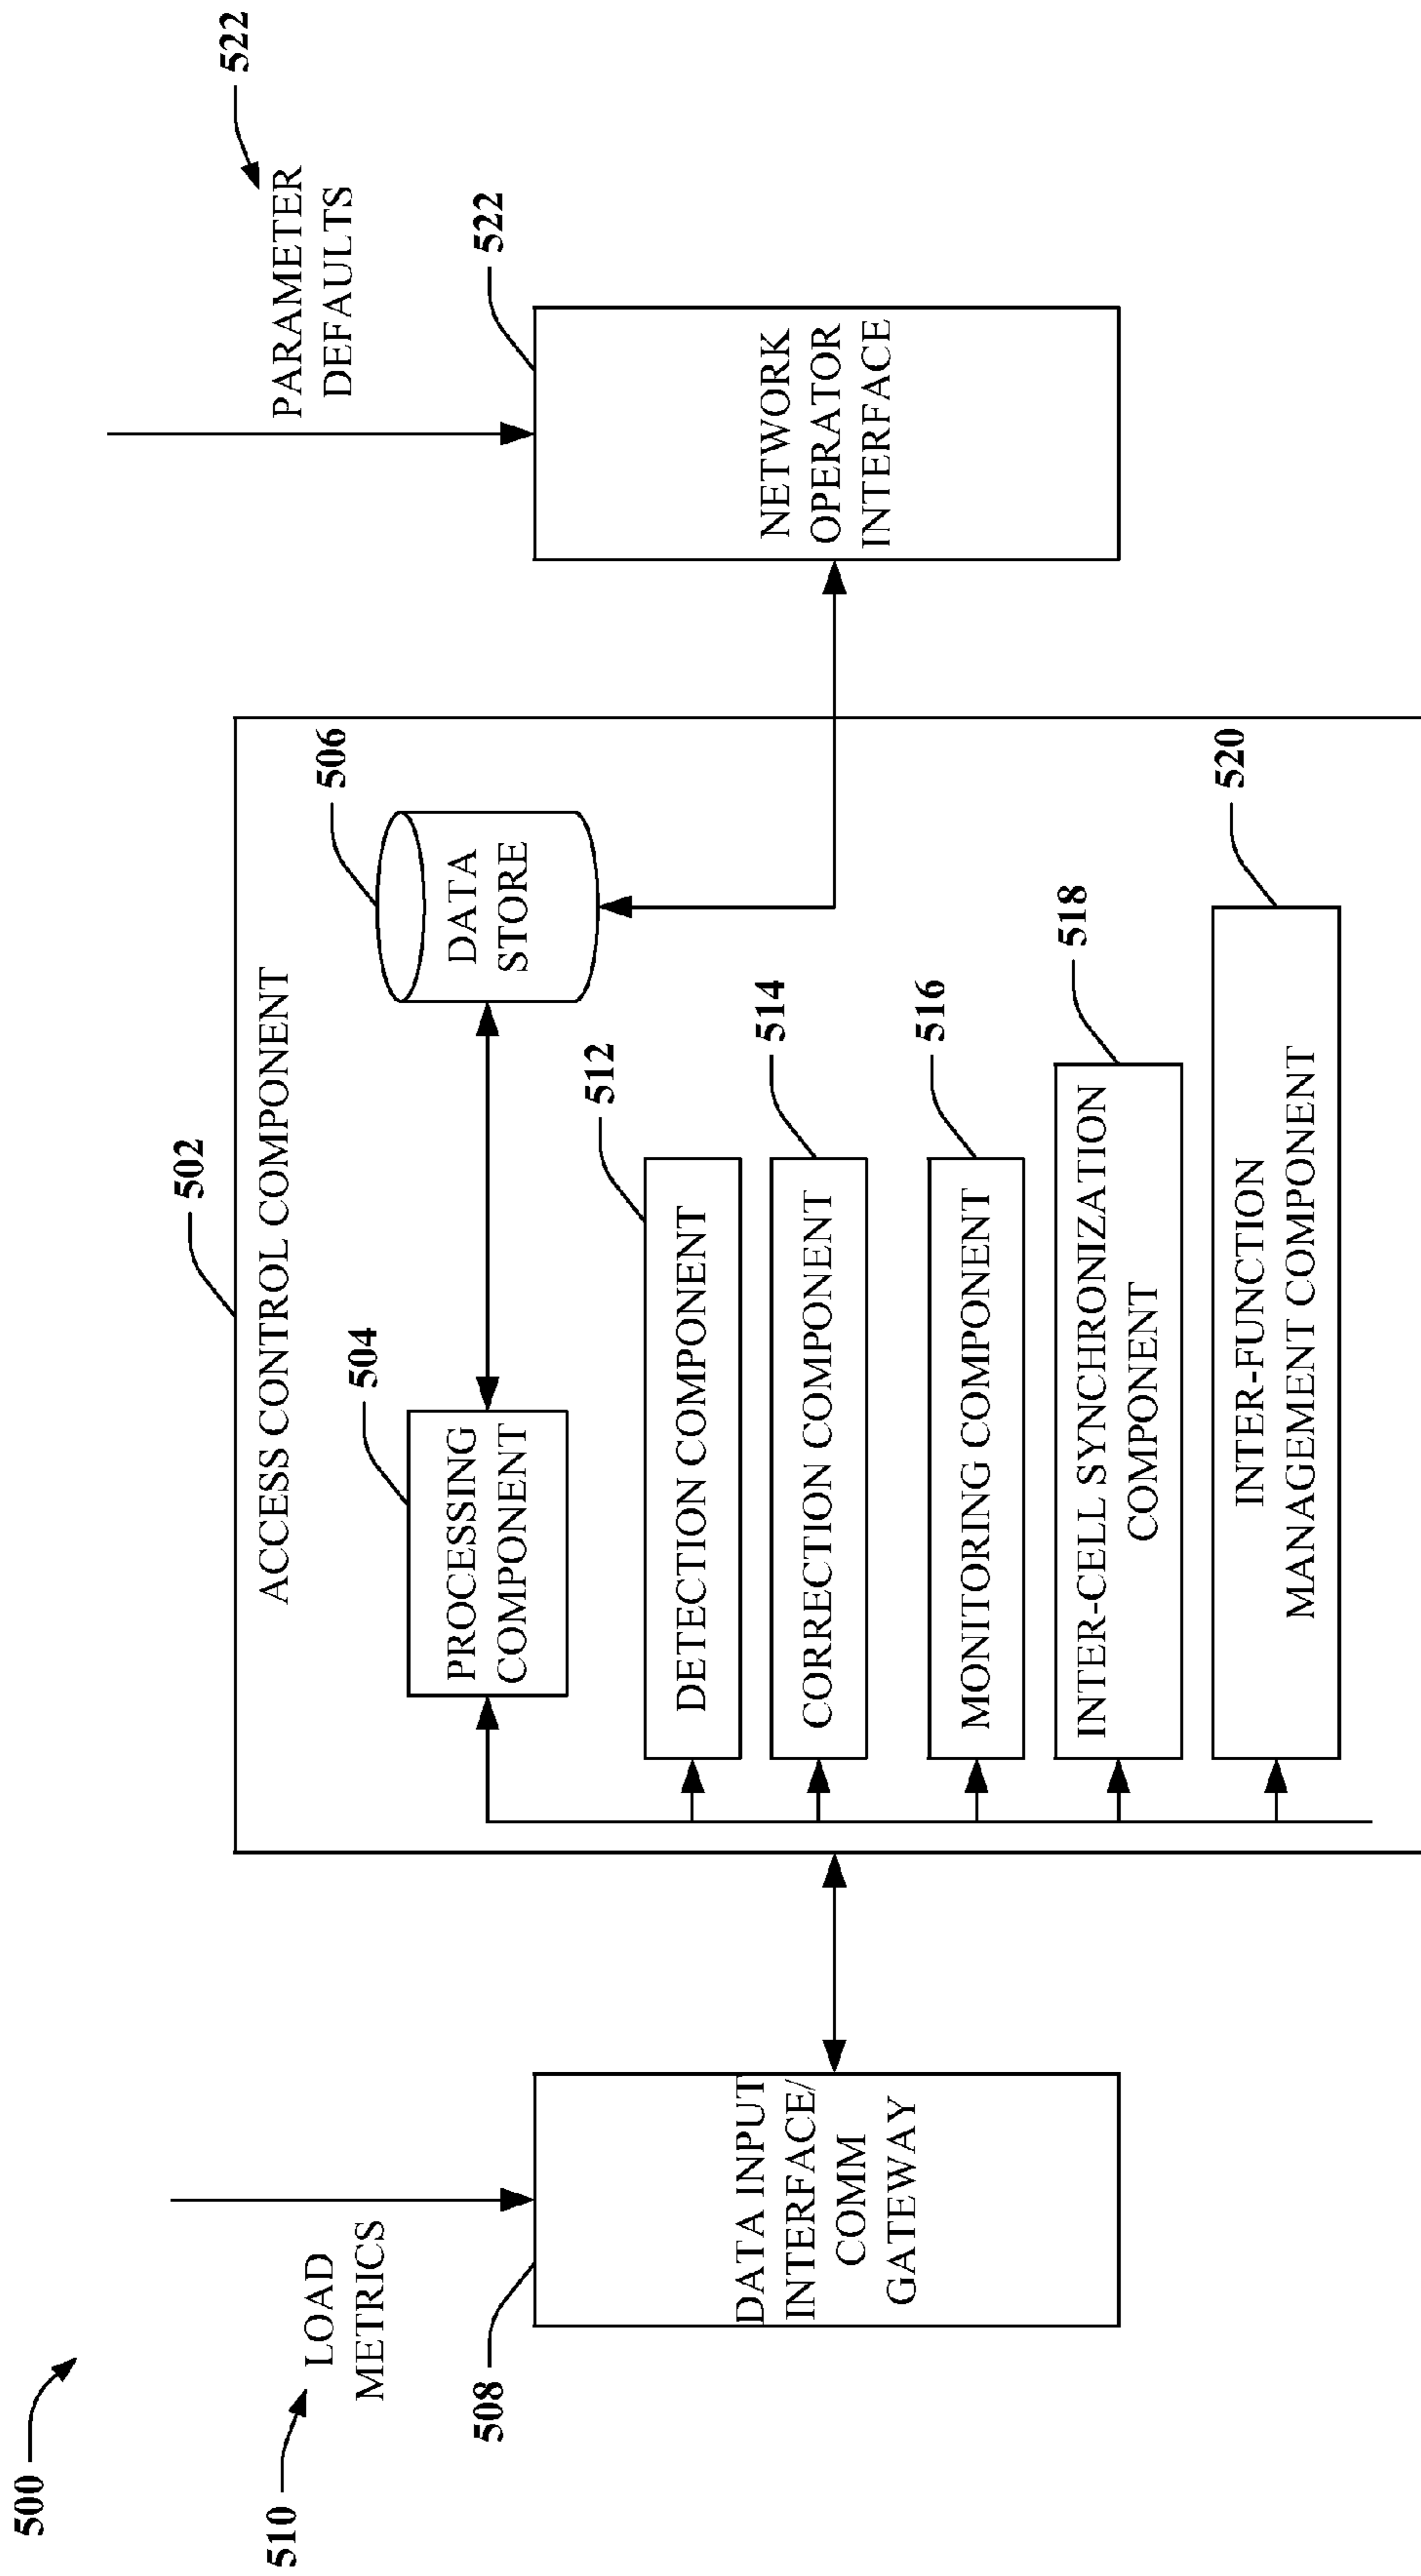 500
510
LOAD
METRICS
508
DATA INPUT
INTERFACE/
COMM
GATEWAY
502
ACCESS CONTROL COMPONENT
504
PROCESSING
COMPONENT
506
DATA
STORE
512
DETECTION COMPONENT
514
CORRECTION COMPONENT
516
MONITORING COMPONENT
518
INTER-CELL SYNCHRONIZATION
COMPONENT
520
INTER-FUNCTION
MANAGEMENT COMPONENT
522
PARAMETER
DEFAULTS
522
NETWORK
OPERATOR
INTERFACE